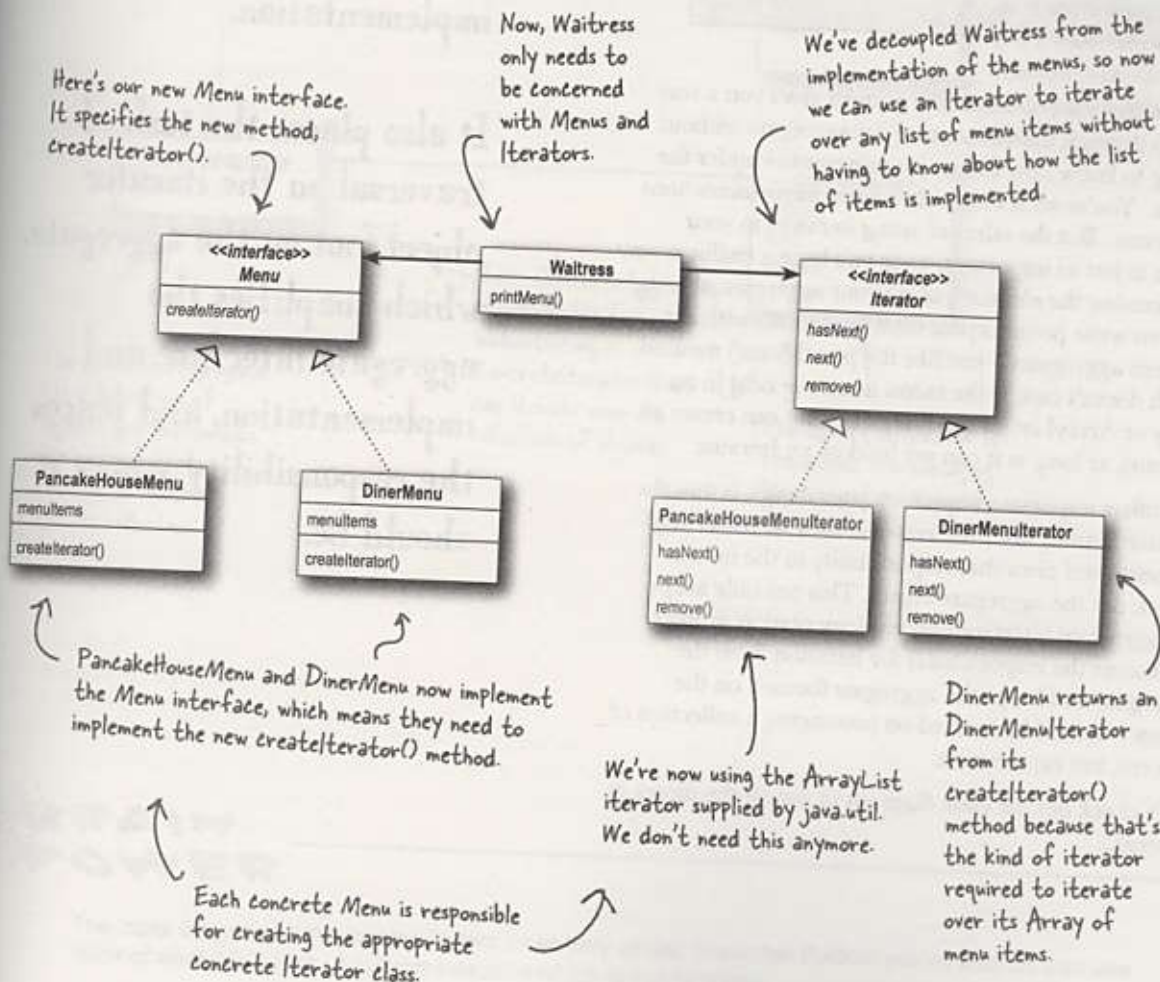 Here's our new Menu interface.
It specifies the new method,
createIterator().
Now, Waitress
only needs to
be concerned
with Menus and
Iterators.
We've decoupled Waitress from the
implementation of the menus, so now
we can use an Iterator to iterate
over any list of menu items without
having to know about how the list
of items is implemented.
<<interface>>
Menu
createIterator()
Waitress
printMenu()
<<interface>>
Iterator
hasNext()
next()
remove()
PancakeHouseMenu
menuItems
createIterator()
DinerMenu
menuItems
createIterator()
PancakeHouseMenuIterator
hasNext()
next()
remove()
DinerMenuIterator
hasNext()
next()
remove()
PancakeHouseMenu and DinerMenu now implement
the Menu interface, which means they need to
implement the new createIterator() method.
We're now using the ArrayList
iterator supplied by java.util.
We don't need this anymore.
DinerMenu returns an
DinerMenuIterator
from its
createIterator()
method because that's
the kind of iterator
required to iterate
over its Array of
menu items.
Each concrete Menu is responsible
for creating the appropriate
concrete Iterator class.